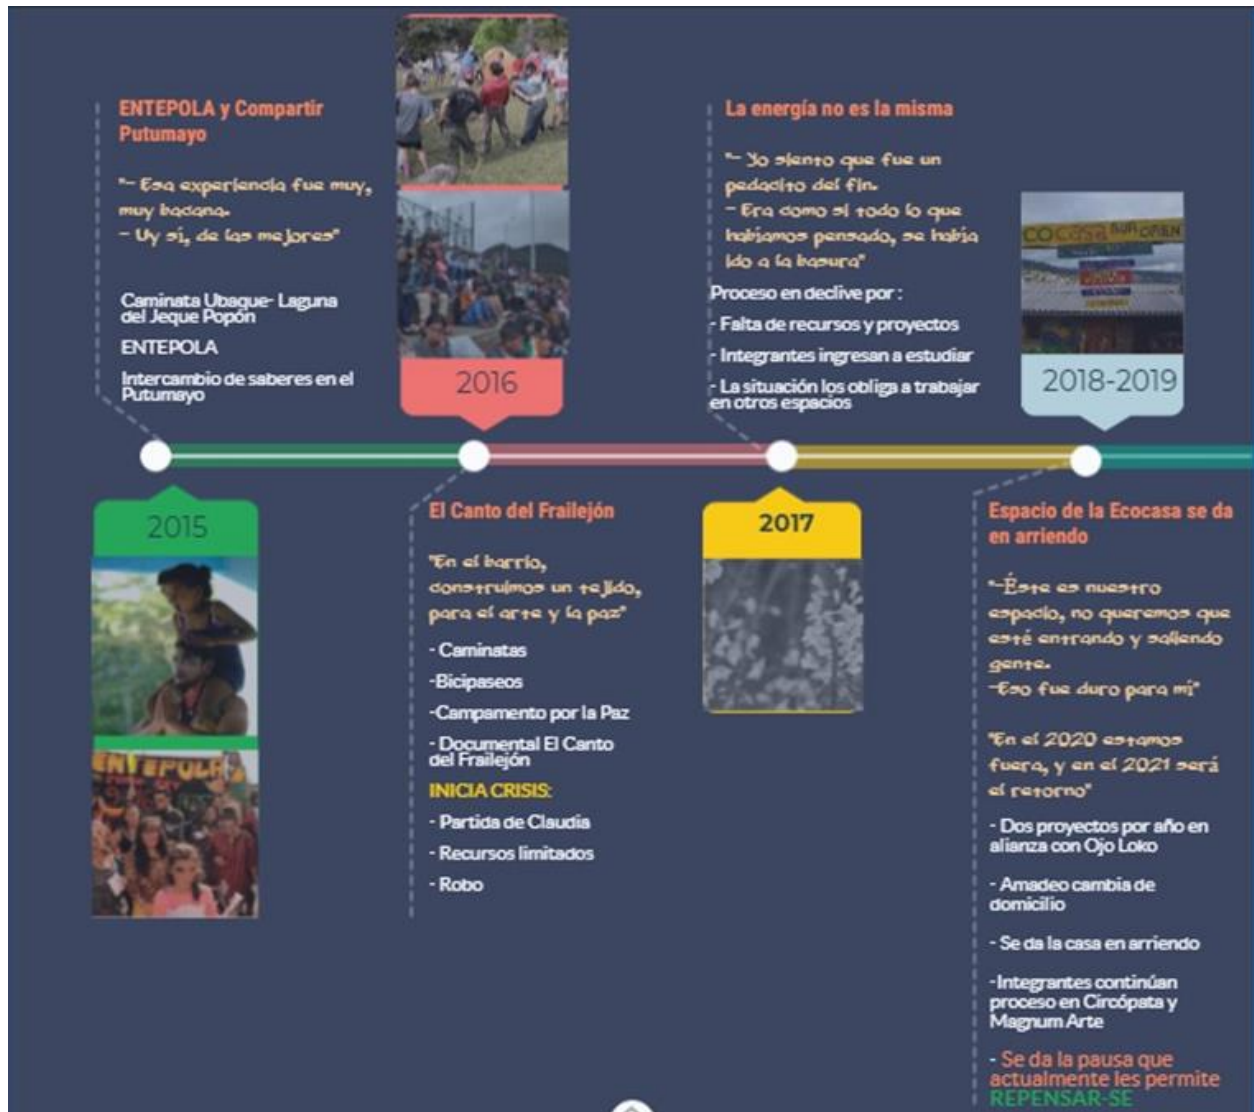 ENTEPOLA y Compartir
Putumayo
"- Esa experiencia fue muy,
muy bacana.
- Uy sí, de las mejores"
Caminata Ubaque- Laguna
del Jeque Popón
ENTEPOLA
Intercambio de saberes en el
Putumayo
2015
ENTEPOLA
2016
El Canto del Frailejón
"En el barrio,
construimos un tejido,
para el arte y la paz"
- Caminatas
-Bicipaseos
-Campamento por la Paz
- Documental El Canto
del Frailejón
INICIA CRISIS:
- Partida de Claudia
- Recursos limitados
- Robo
La energía no es la misma
"- Yo siento que fue un
pedacito del fin.
- Era como si todo lo que
habíamos pensado, se había
ido a la basura"
Proceso en declive por :
- Falta de recursos y proyectos
- Integrantes ingresan a estudiar
- La situación los obliga a trabajar
en otros espacios
2017
COCasa SUR ORIEN
2018-2019
Espacio de la Ecocasa se da
en arriendo
"-Éste es nuestro
espacio, no queremos que
esté entrando y saliendo
gente.
-Eso fue duro para mí"
"En el 2020 estamos
fuera, y en el 2021 será
el retorno"
- Dos proyectos por año en
alianza con Ojo Loko
- Amadeo cambia de
domicilio
- Se da la casa en arriendo
-Integrantes continúan
proceso en Circópata y
Magnum Arte
- Se da la pausa que
actualmente les permite
REPENSAR-SE